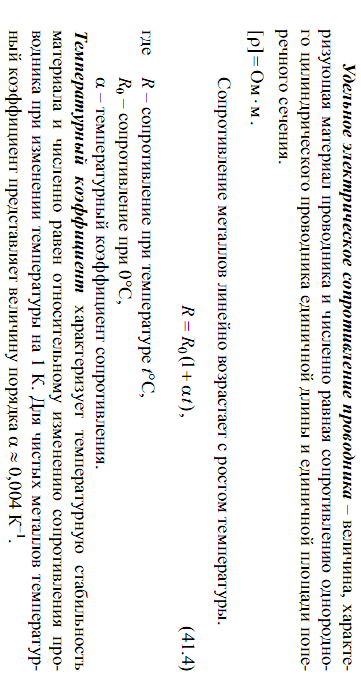 Удельное электрическое сопротивление проводника – величина, характе-
ризующая материал проводника и численно равная сопротивлению однородно-
го цилиндрического проводника единичной длины и единичной площади попе-
речного сечения.
[ρ] = Ом · м .
Сопротивление металлов линейно возрастает с ростом температуры.
R = R₀(1 + αt), (41.4)
где R – сопротивление при температуре t°С,
R₀ – сопротивление при 0°С,
α – температурный коэффициент сопротивления.
Температурный коэффициент характеризует температурную стабильность
материала и численно равен относительному изменению сопротивления про-
водника при изменении температуры на 1 К. Для чистых металлов температур-
ный коэффициент представляет величину порядка α ≈ 0,004 К⁻¹.